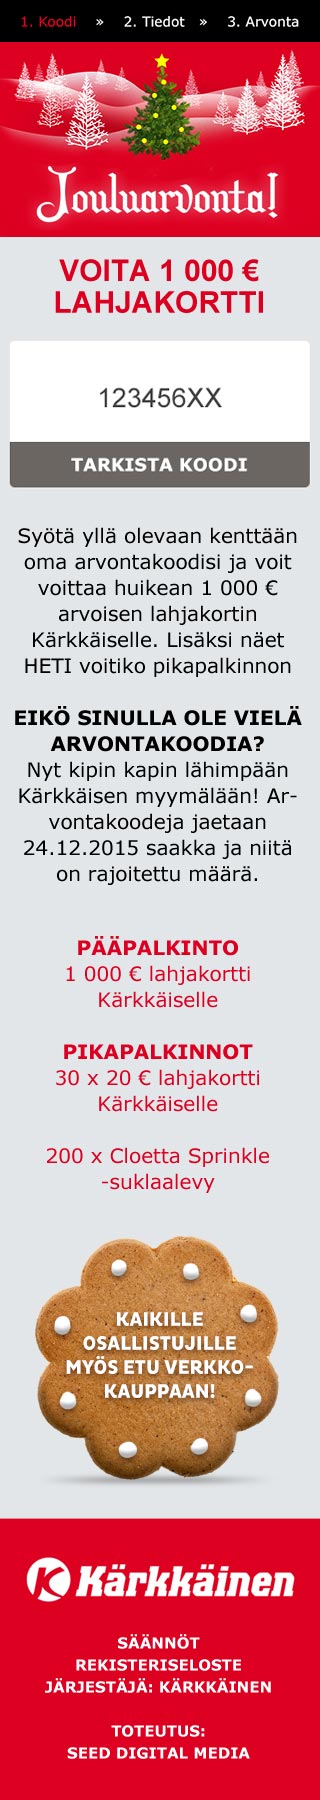 1. Koodi » 2. Tiedot » 3. Arvonta
Jouluarvonta!
VOITA 1 000 €
LAHJAKORTTI
123456XX
TARKISTA KOODI
Syötä yllä olevaan kenttään
oma arvontakoodisi ja voit
voittaa huikean 1 000 €
arvoisen lahjakortin
Kärkkäiselle. Lisäksi näet
HETI voitiko pikapalkinnon
EIKÖ SINULLA OLE VIELÄ
ARVONTAKOODIA?
Nyt kipin kapin lähimpään
Kärkkäisen myymälään! Ar-
vontakoodeja jaetaan
24.12.2015 saakka ja niitä
on rajoitettu määrä.
PÄÄPALKINTO
1 000 € lahjakortti
Kärkkäiselle
PIKAPALKINNOT
30 x 20 € lahjakortti
Kärkkäiselle
200 x Cloetta Sprinkle
-suklaalevy
KAIKILLE
OSALLISTUJILLE
MYÖS ETU VERKKO-
KAUPPAAN!
K Kärkkäinen
SÄÄNNÖT
REKISTERISELOSTE
JÄRJESTÄJÄ: KÄRKKÄINEN
TOTEUTUS:
SEED DIGITAL MEDIA